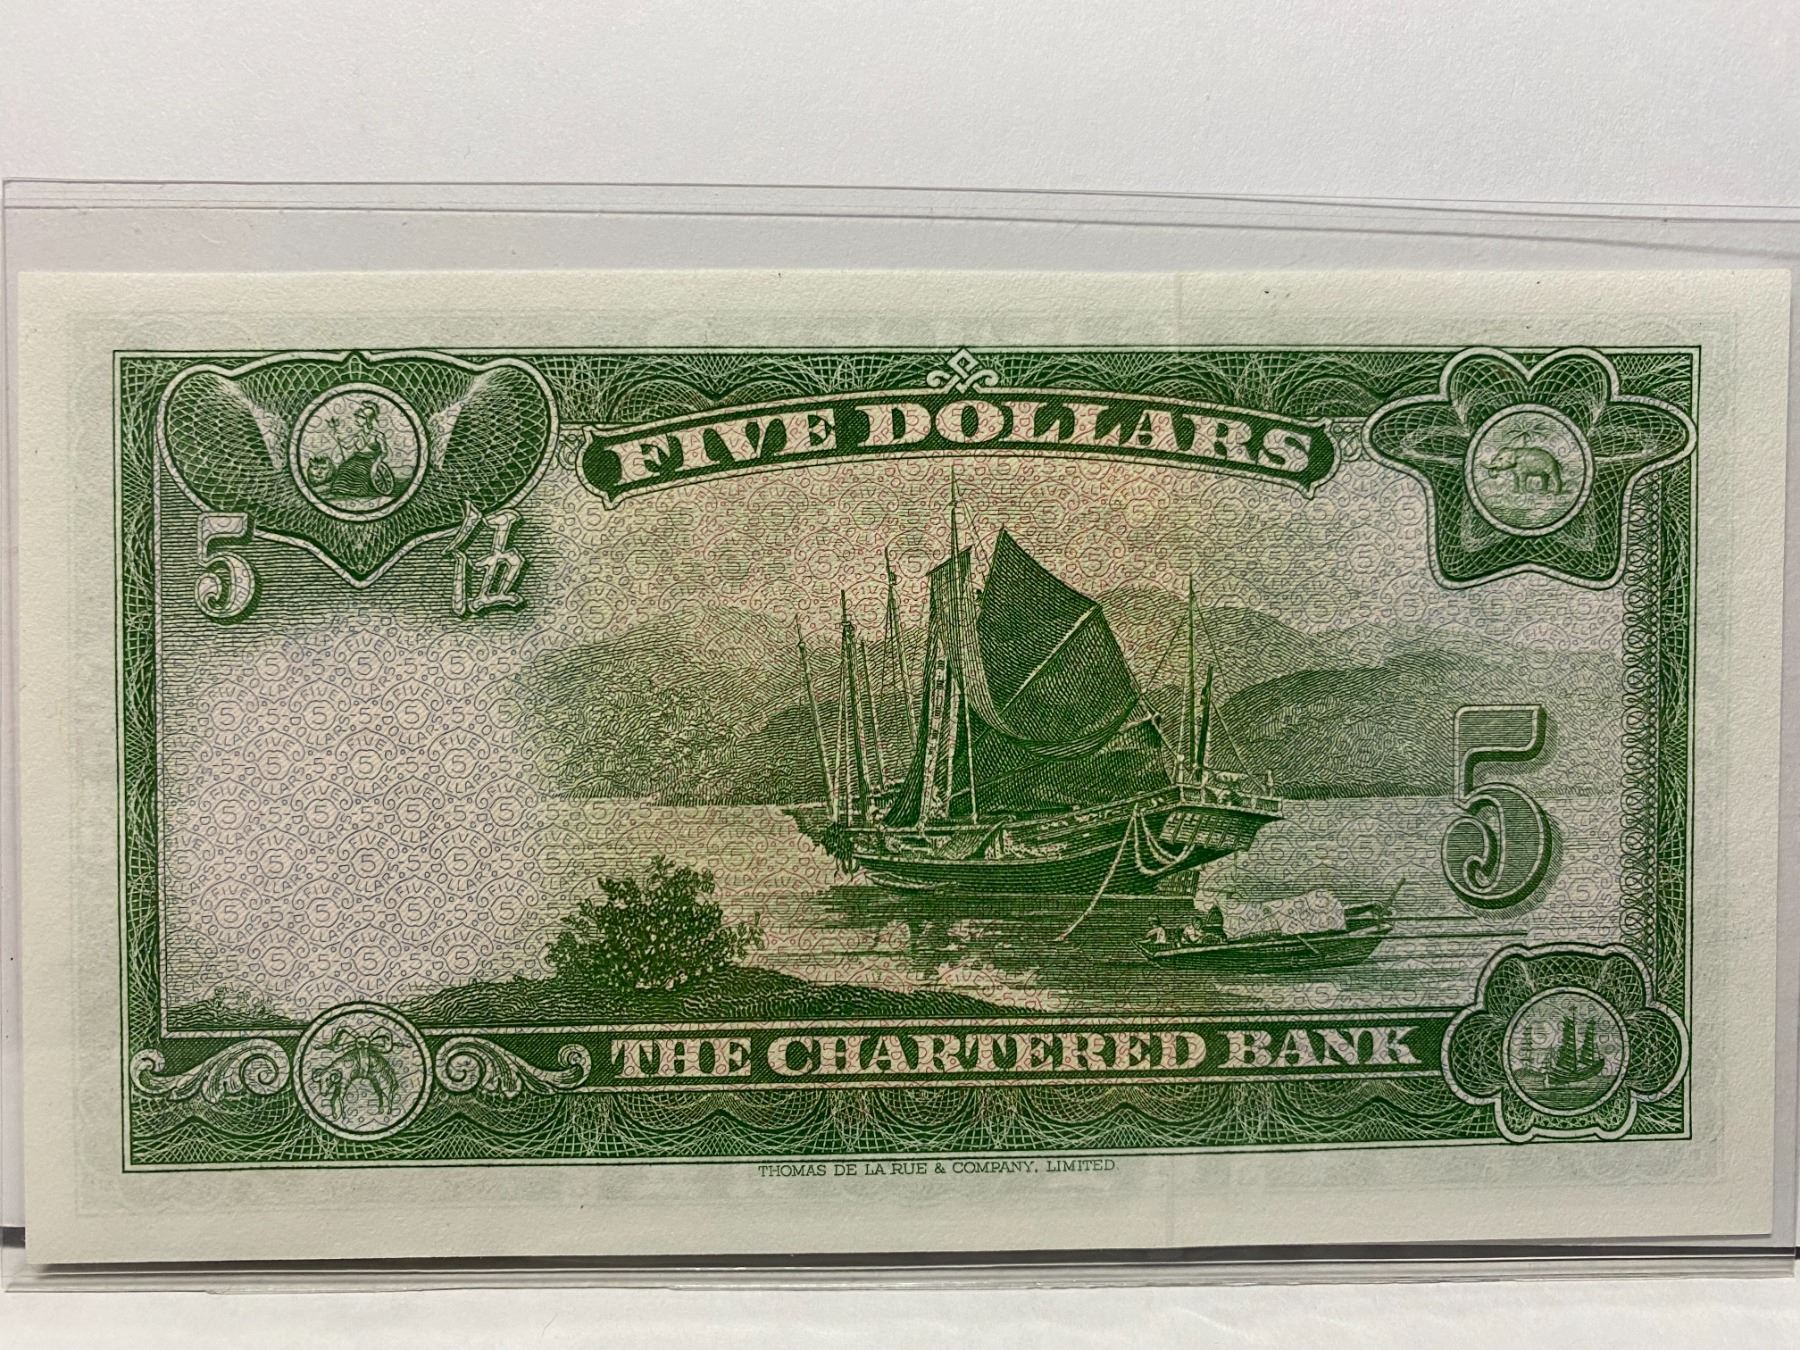 FIVE DOLLARS
5 伍
5
THE CHARTERED BANK
THOMAS DE LA RUE & COMPANY, LIMITED.